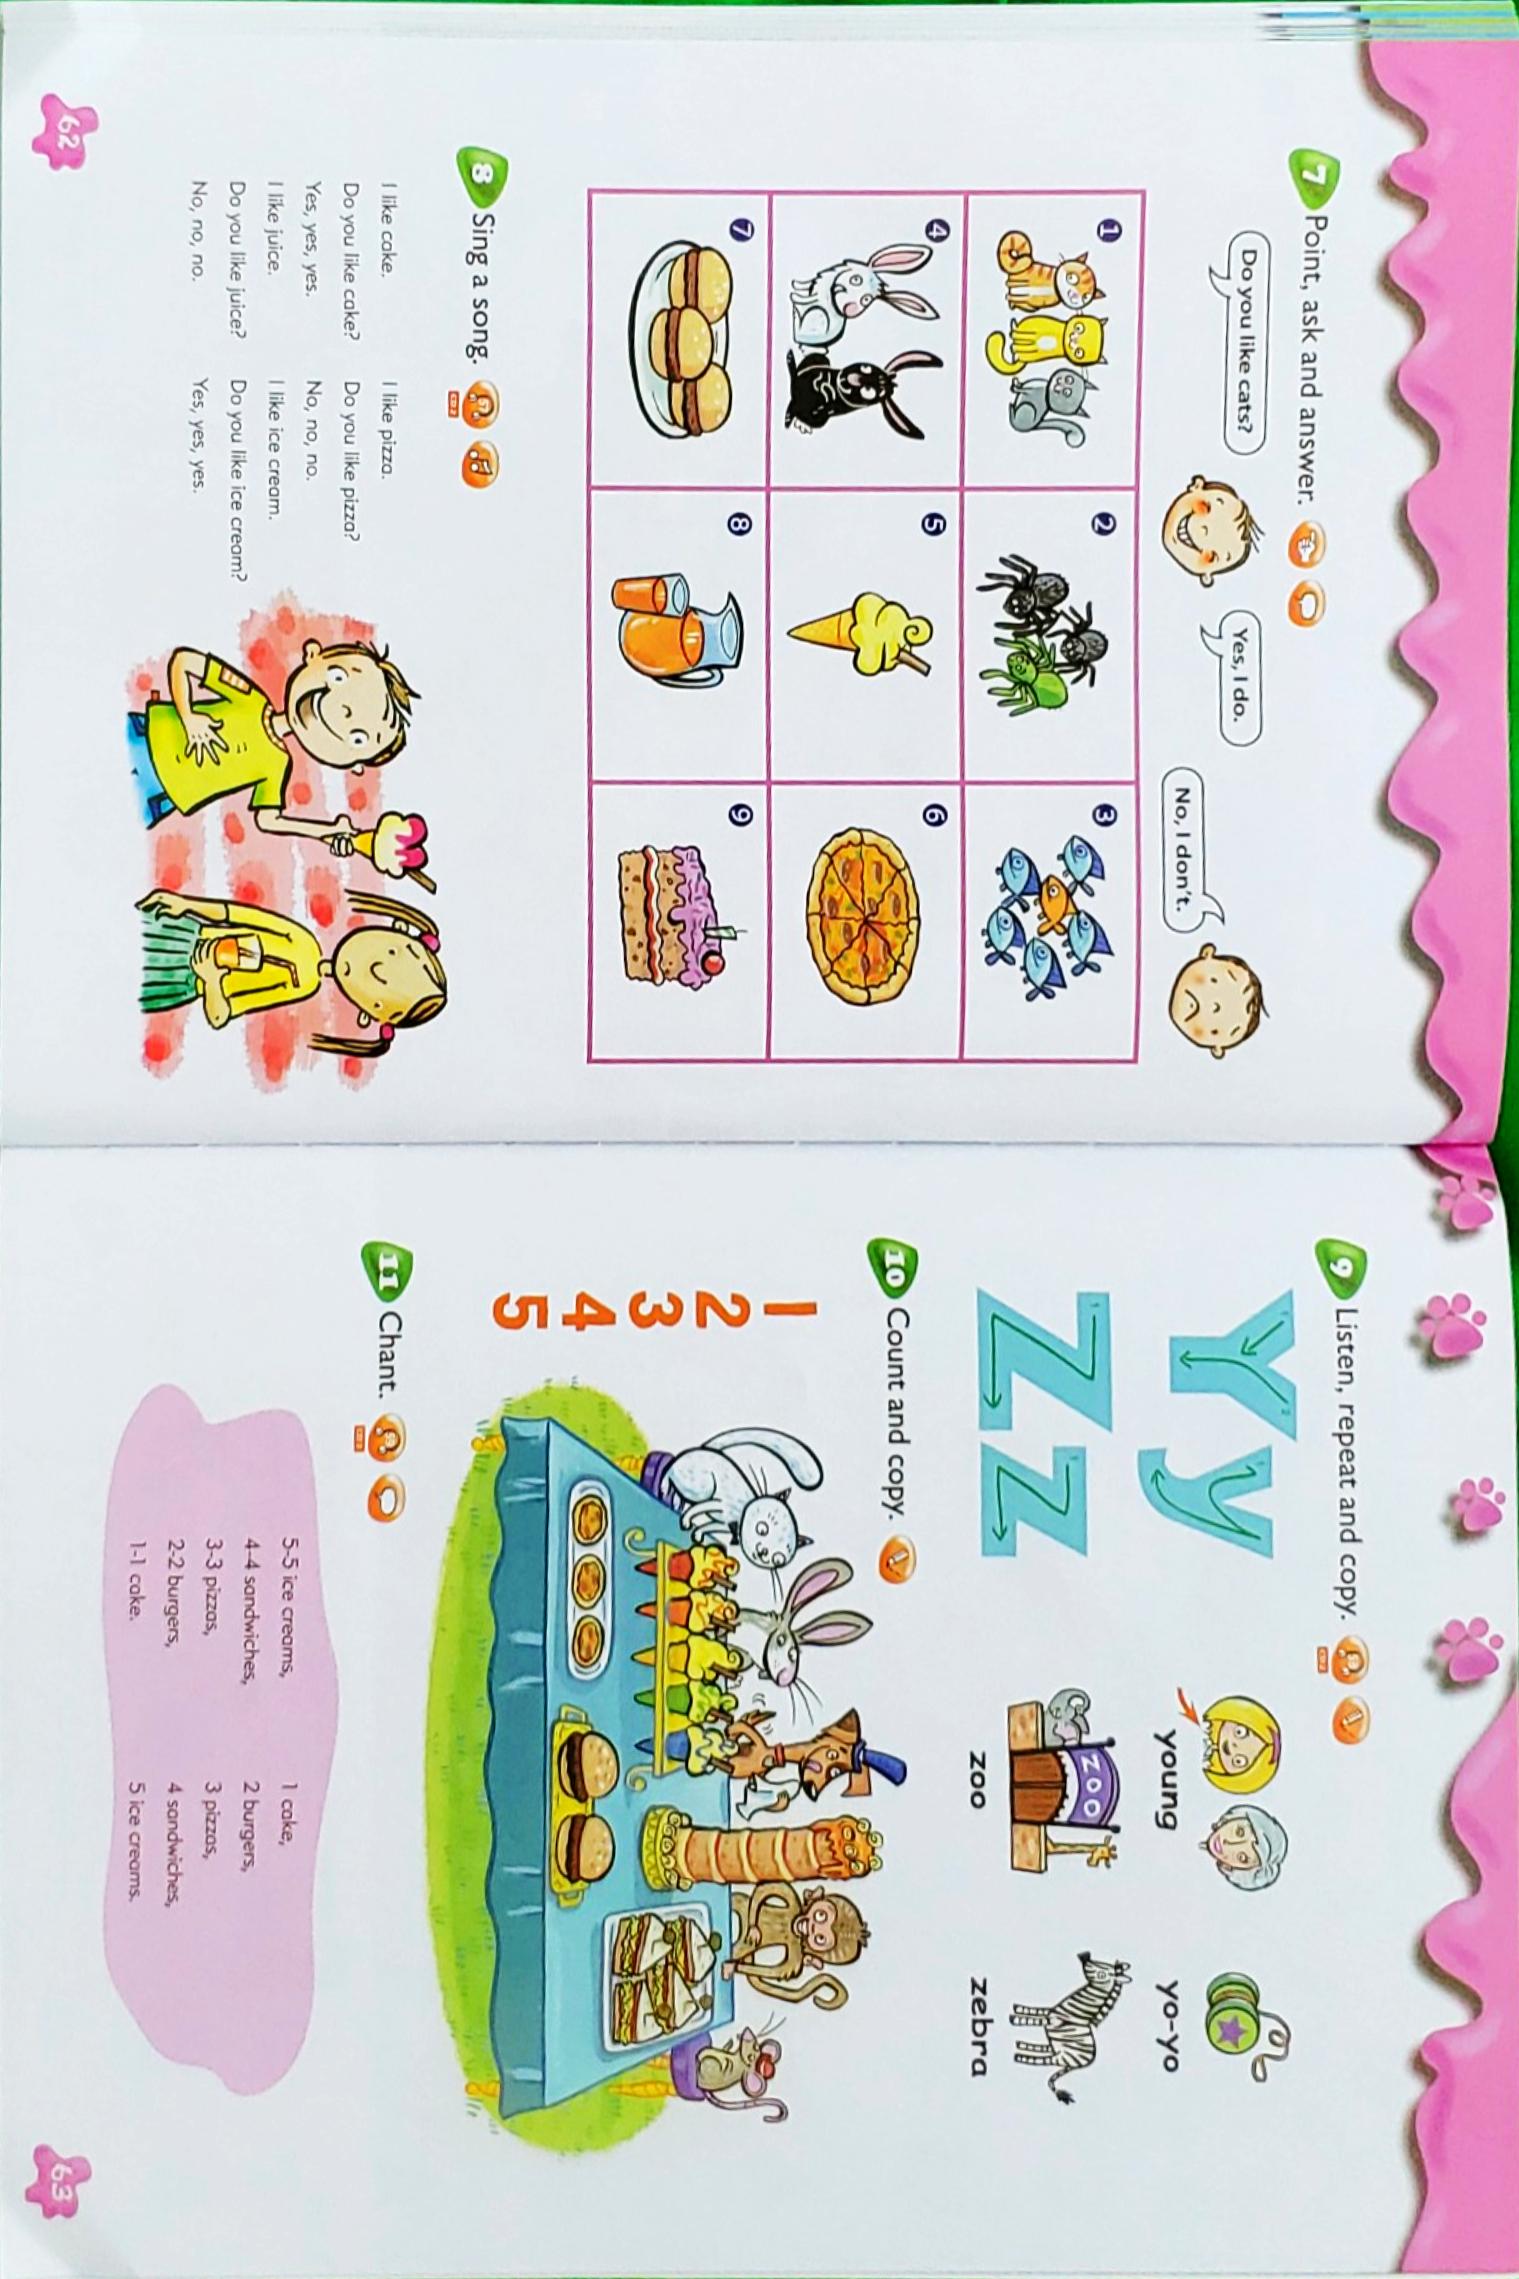 7 Point, ask and answer.
Do you like cats?
Yes, I do.
No, I don't.
1
2
3
4
5
6
7
8
9
8 Sing a song.
CD 2
I like cake.
Do you like cake?
Yes, yes, yes.
I like juice.
Do you like juice?
No, no, no.
I like pizza.
Do you like pizza?
No, no, no.
I like ice cream.
Do you like ice cream?
Yes, yes, yes.
62
9 Listen, repeat and copy.
CD 2
Y y
young
yo-yo
Z z
ZOO
zoo
zebra
10 Count and copy.
1
2
3
4
5
11 Chant.
5-5 ice creams,
4-4 sandwiches,
3-3 pizzas,
2-2 burgers,
1-1 cake.
1 cake,
2 burgers,
3 pizzas,
4 sandwiches,
5 ice creams.
63